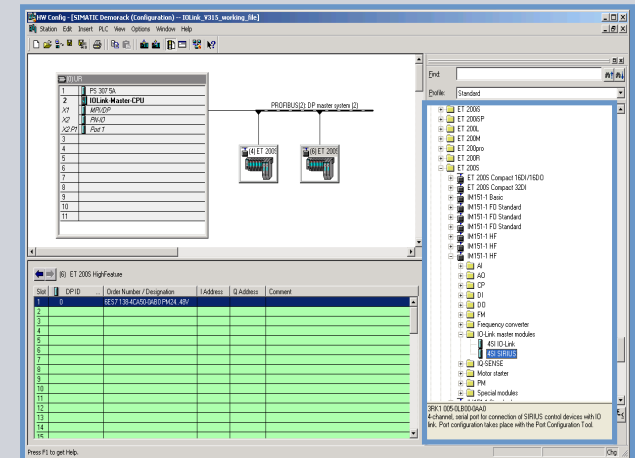 HW Config - [SIMATIC Demorack (Configuration) -- IOLink_V315_working_file]
Station Edit Insert PLC View Options Window Help
(0) UR
1 PS 307 5A
2 IOLink-Master-CPU
X1 MPI/DP
X2 PN-IO
X2 P1 Port 1
3
4
5
6
7
8
9
10
11
PROFIBUS(2): DP master system (2)
(4) ET 200S
(6) ET 200S
Find:
Profile: Standard
ET 200iS
ET 200iSP
ET 200L
ET 200M
ET 200pro
ET 200R
ET 200S
ET 200S Compact 16DI/16DO
ET 200S Compact 32DI
IM151-1 Basic
IM151-1 FO Standard
IM151-1 FO Standard
IM151-1 FO Standard
IM151-1 HF
IM151-1 HF
IM151-1 HF
AI
AO
CP
DI
DO
FM
Frequency converter
IO-Link master modules
4SI IO-Link
4SI SIRIUS
IQ-SENSE
Motor starter
PM
Special modules
3RK1 005-0LB00-0AA0
4-channel, serial port for connection of SIRIUS control devices with IO
link. Port configuration takes place with the Port Configuration Tool.
(6) ET 200S HighFeature
Slot DP ID ... Order Number / Designation I Address Q Address Comment
1 0 6ES7 138-4CA50-0AB0 PM24..48V
2
3
4
5
6
7
8
9
10
11
12
13
14
15
Press F1 to get Help.
Chg